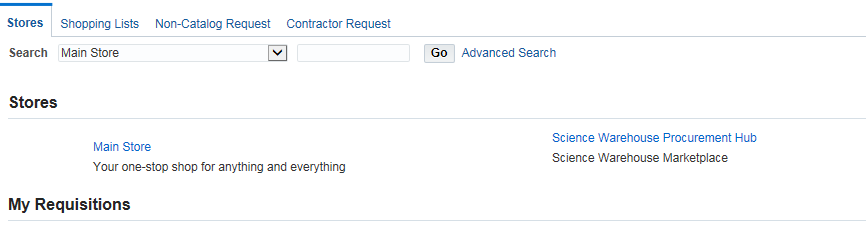 Stores Shopping Lists Non-Catalog Request Contractor Request
Search Main Store Go Advanced Search
Stores
Main Store
Your one-stop shop for anything and everything
Science Warehouse Procurement Hub
Science Warehouse Marketplace
My Requisitions